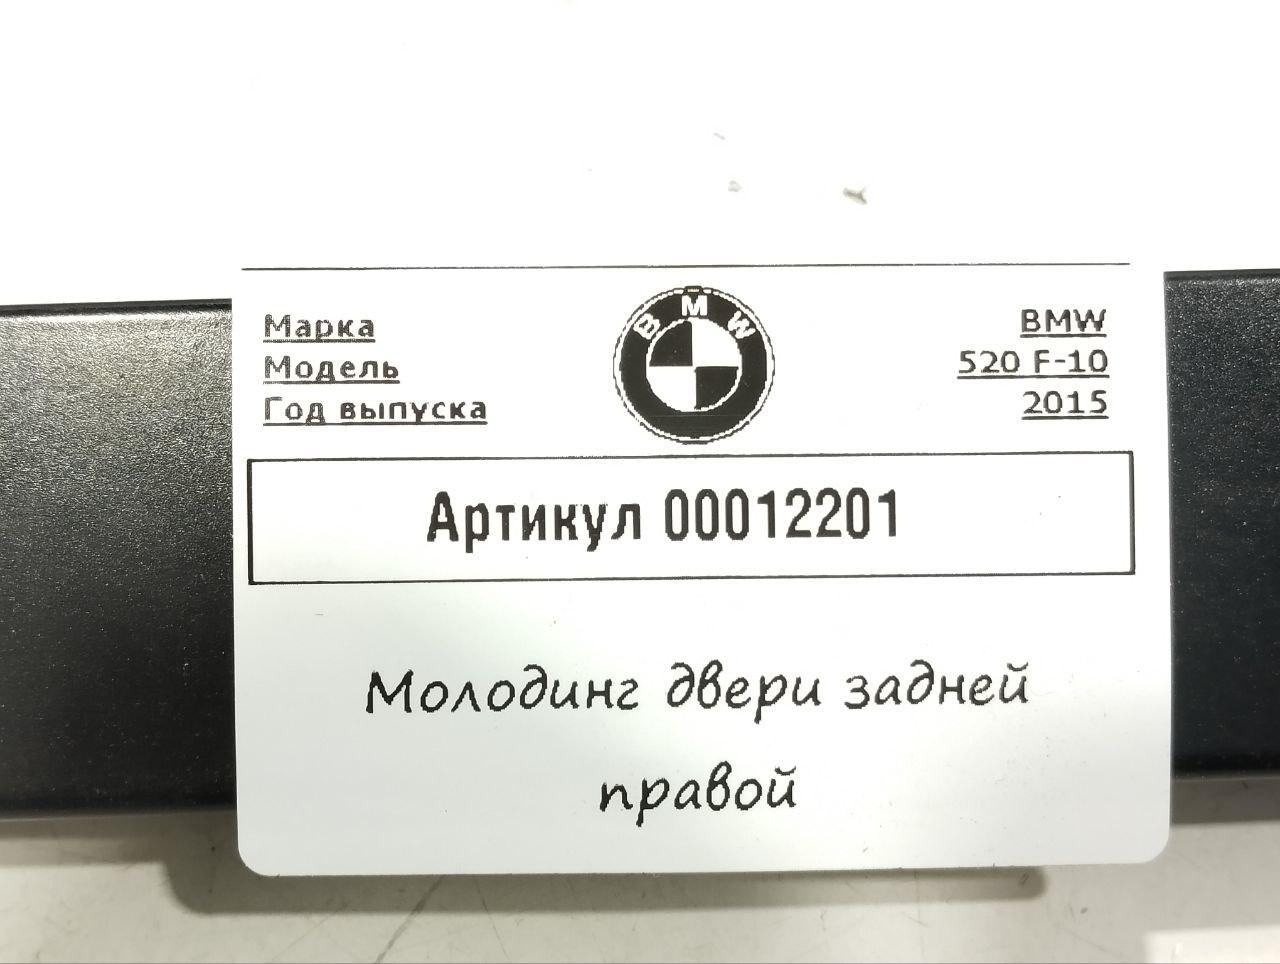 Марка BMW BMW
Модель 520 F-10
Год выпуска 2015
Артикул 00012201
Молодинг двери задней
правой